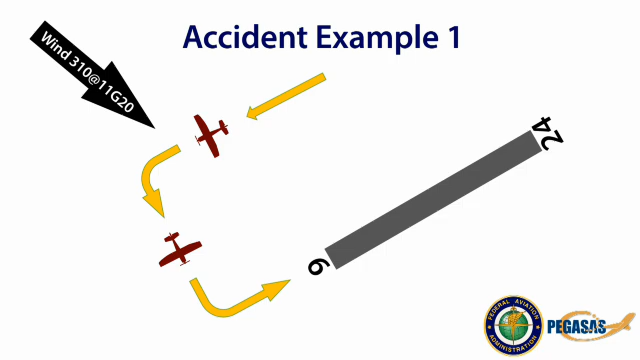 Accident Example 1
Wind 310@11G20
24
6
FEDERAL AVIATION
ADMINISTRATION
PEGASAS